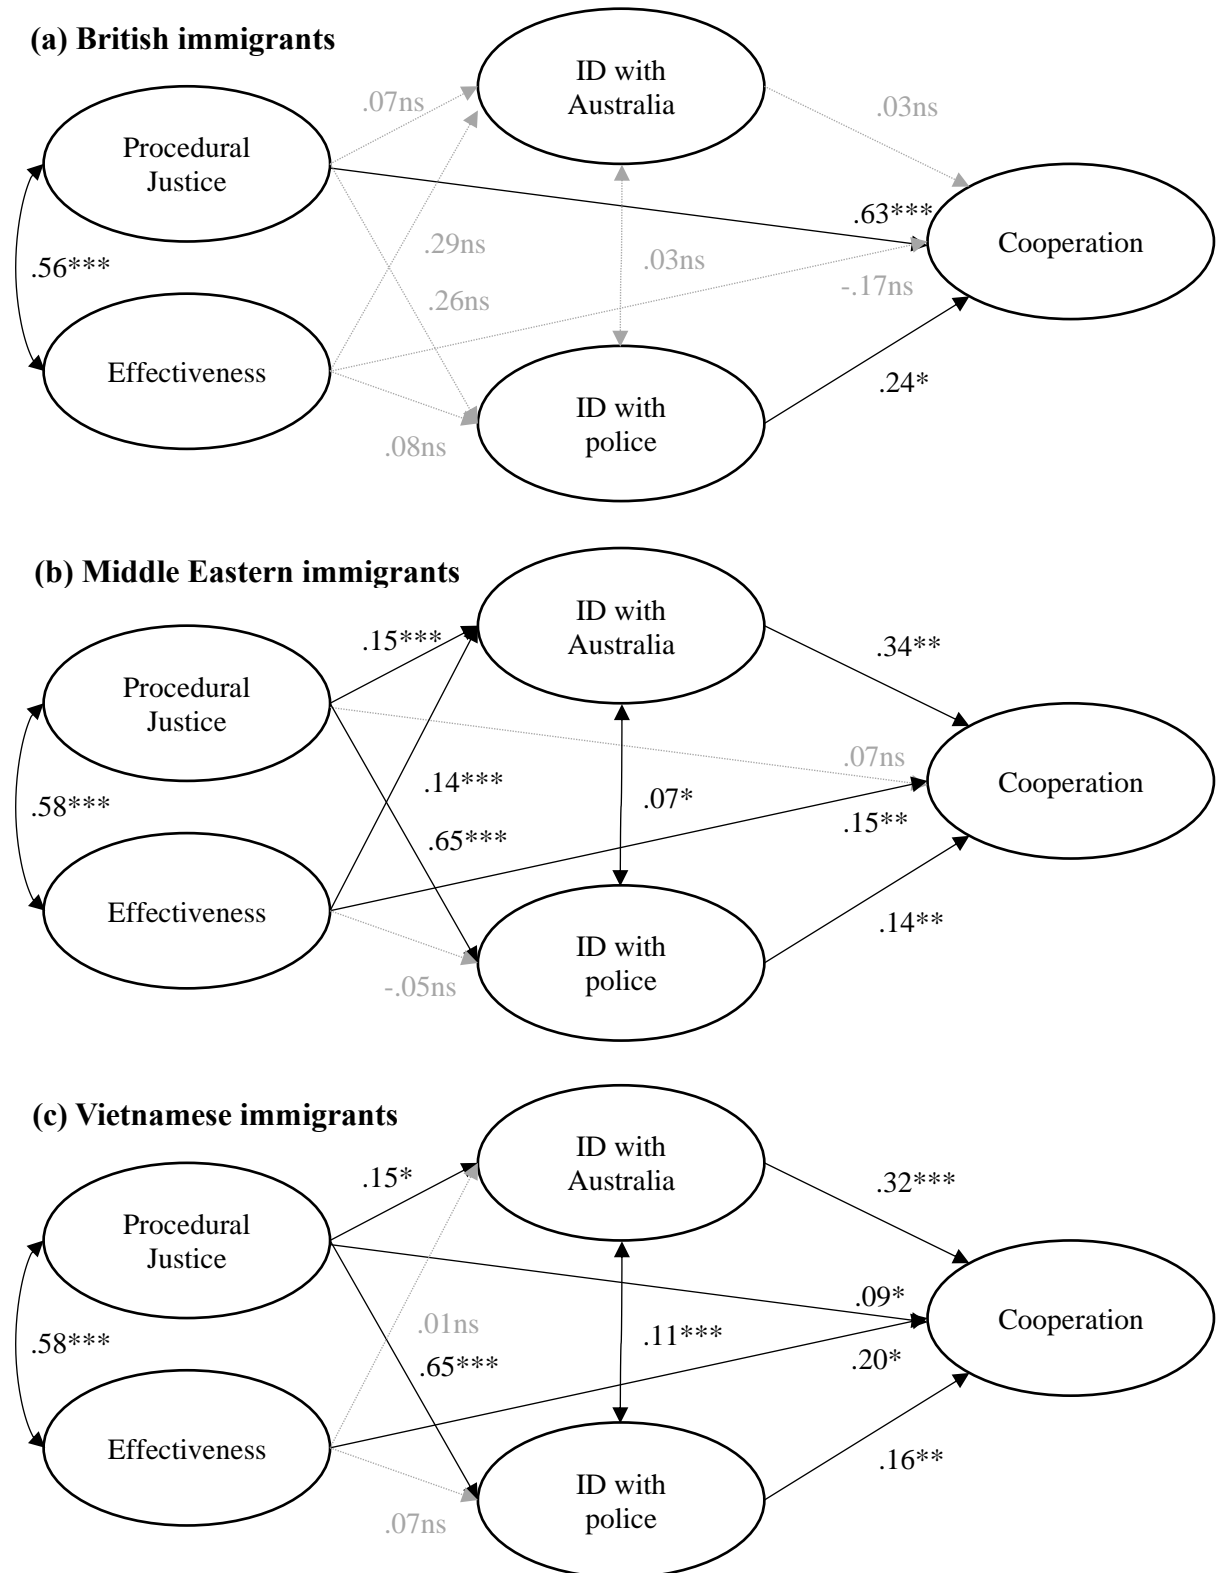 (a) British immigrants
ID with
Australia
.07ns
.03ns
Procedural
Justice
.63***
Cooperation
.29ns
.03ns
.56***
-.17ns
.26ns
Effectiveness
ID with
police
.24*
.08ns
(b) Middle Eastern immigrants
ID with
Australia
.15***
.34**
Procedural
Justice
.07ns
Cooperation
.14***
.07*
.58***
.15**
.65***
Effectiveness
ID with
police
.14**
-.05ns
(c) Vietnamese immigrants
ID with
Australia
.15*
.32***
Procedural
Justice
.09*
Cooperation
.01ns
.11***
.58***
.20*
.65***
Effectiveness
ID with
police
.16**
.07ns